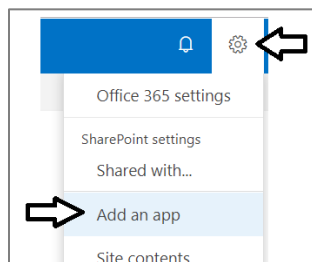 Office 365 settings
SharePoint settings
Shared with...
Add an app
Site contents